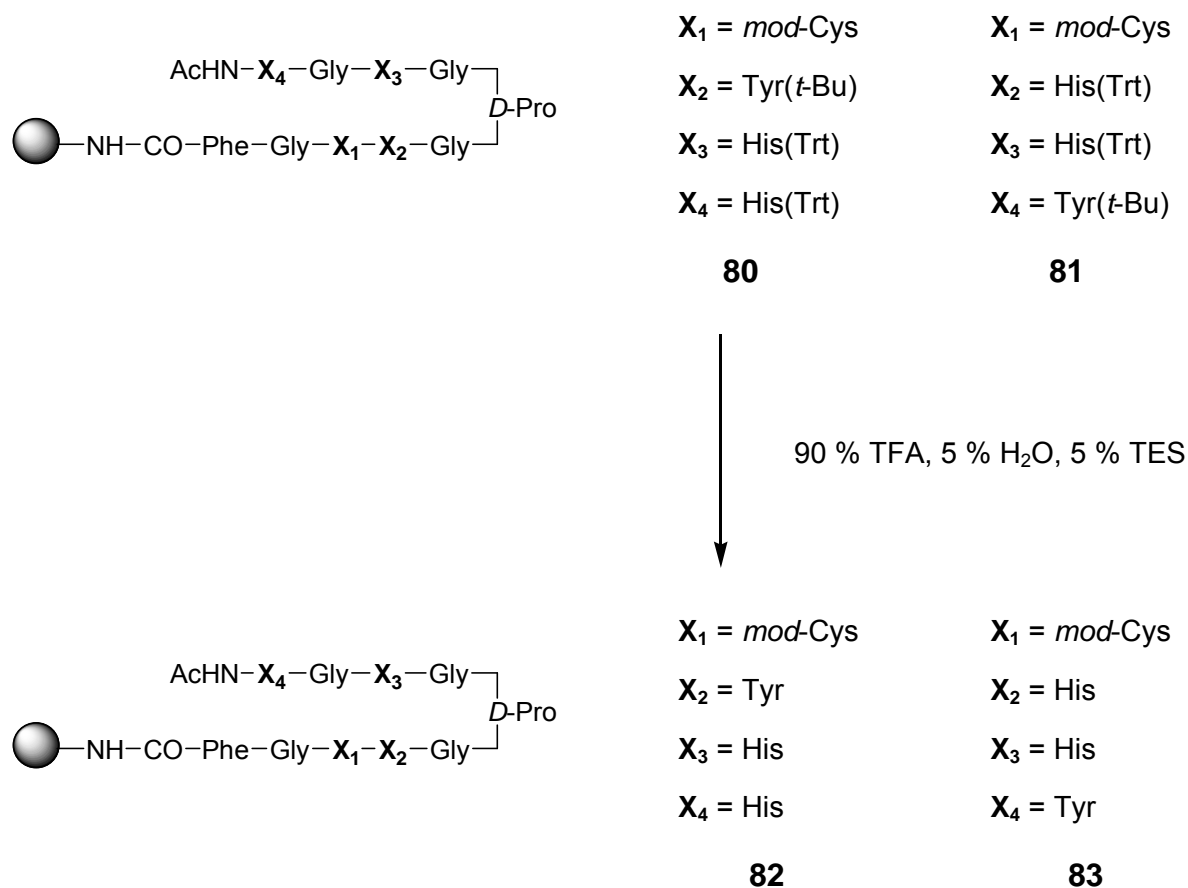 AcHN–X4–Gly–X3–Gly
D-Pro
NH–CO–Phe–Gly–X1–X2–Gly
X1 = mod-Cys
X2 = Tyr(t-Bu)
X3 = His(Trt)
X4 = His(Trt)
80
X1 = mod-Cys
X2 = His(Trt)
X3 = His(Trt)
X4 = Tyr(t-Bu)
81
90 % TFA, 5 % H2O, 5 % TES
AcHN–X4–Gly–X3–Gly
D-Pro
NH–CO–Phe–Gly–X1–X2–Gly
X1 = mod-Cys
X2 = Tyr
X3 = His
X4 = His
82
X1 = mod-Cys
X2 = His
X3 = His
X4 = Tyr
83